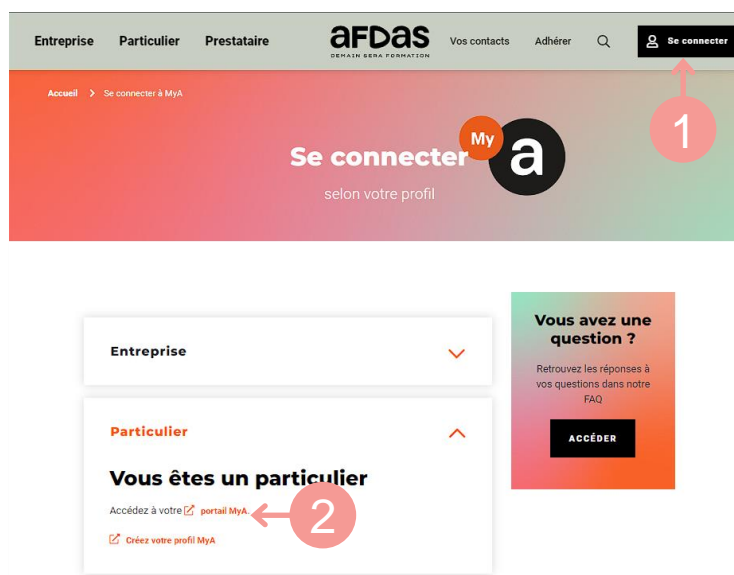 Entreprise Particulier Prestataire afDas Vos contacts Adhérer Se connecter
DEMAIN SERA FORMATION
Accueil > Se connecter à MyA
1
Se connecter My a
selon votre profil
Entreprise
Particulier
Vous êtes un particulier
Accédez à votre portail MyA.
2
Créez votre profil MyA
Vous avez une
question ?
Retrouvez les réponses à
vos questions dans notre
FAQ
ACCÉDER